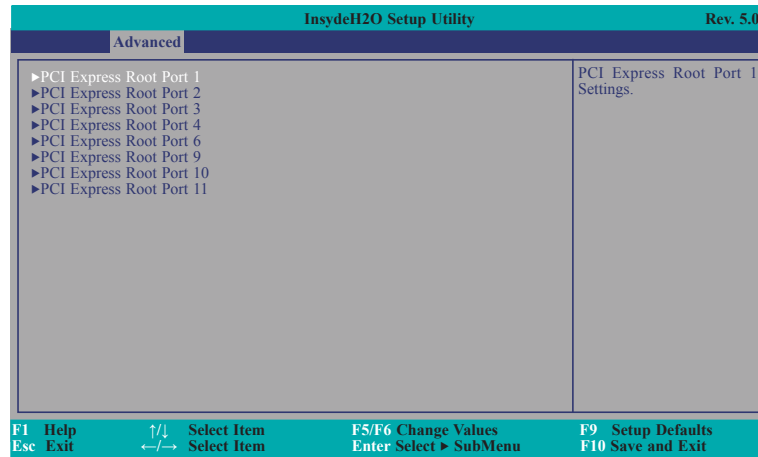 InsydeH2O Setup Utility Rev. 5.0
Advanced
►PCI Express Root Port 1
►PCI Express Root Port 2
►PCI Express Root Port 3
►PCI Express Root Port 4
►PCI Express Root Port 6
►PCI Express Root Port 9
►PCI Express Root Port 10
►PCI Express Root Port 11
PCI Express Root Port 1
Settings.
F1 Help ↑/↓ Select Item F5/F6 Change Values F9 Setup Defaults
Esc Exit ←/→ Select Item Enter Select ► SubMenu F10 Save and Exit